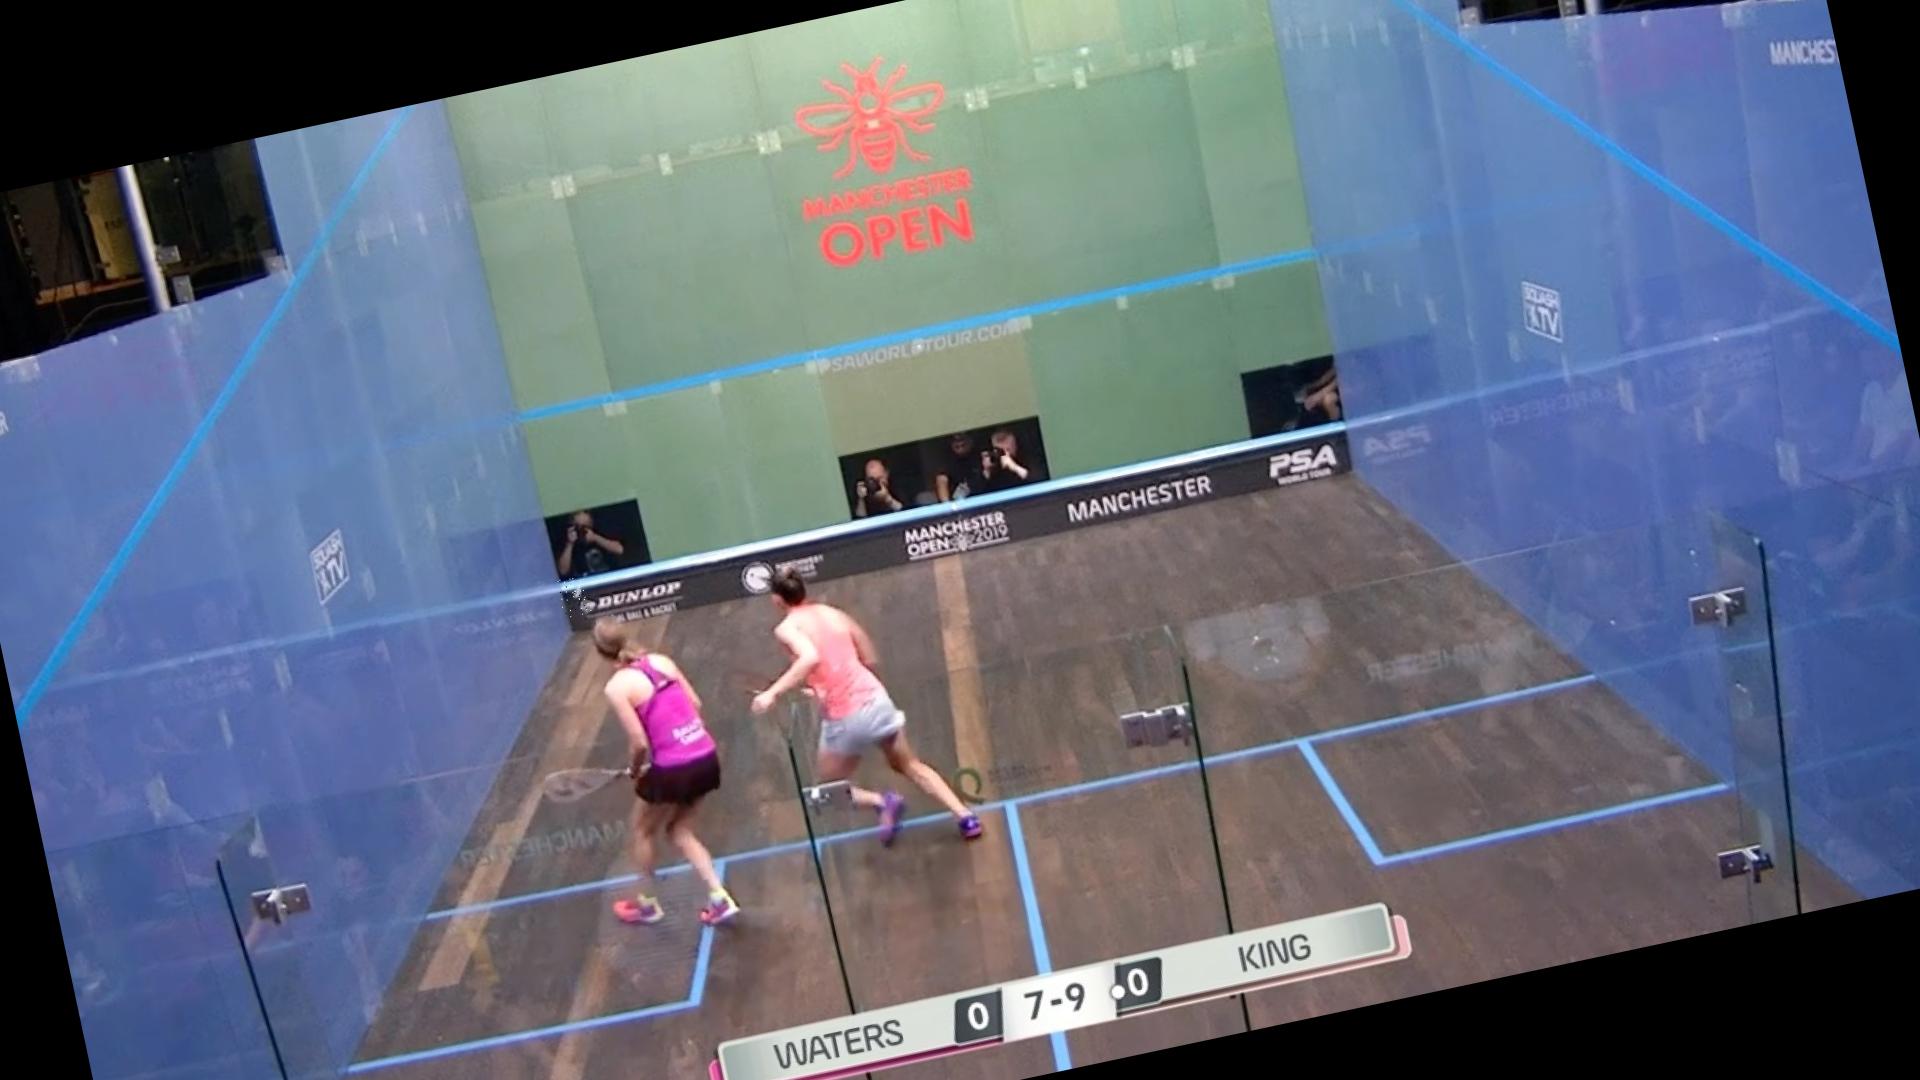 MANCHESTER
OPEN
PSAWORLDTOUR.COM
SQUASH
TV
SQUASH
TV
PSA
WORLD TOUR
MANCHESTER
MANCHESTER
OPEN 2019
DUNLOP
WATERS 0 7-9 0 KING